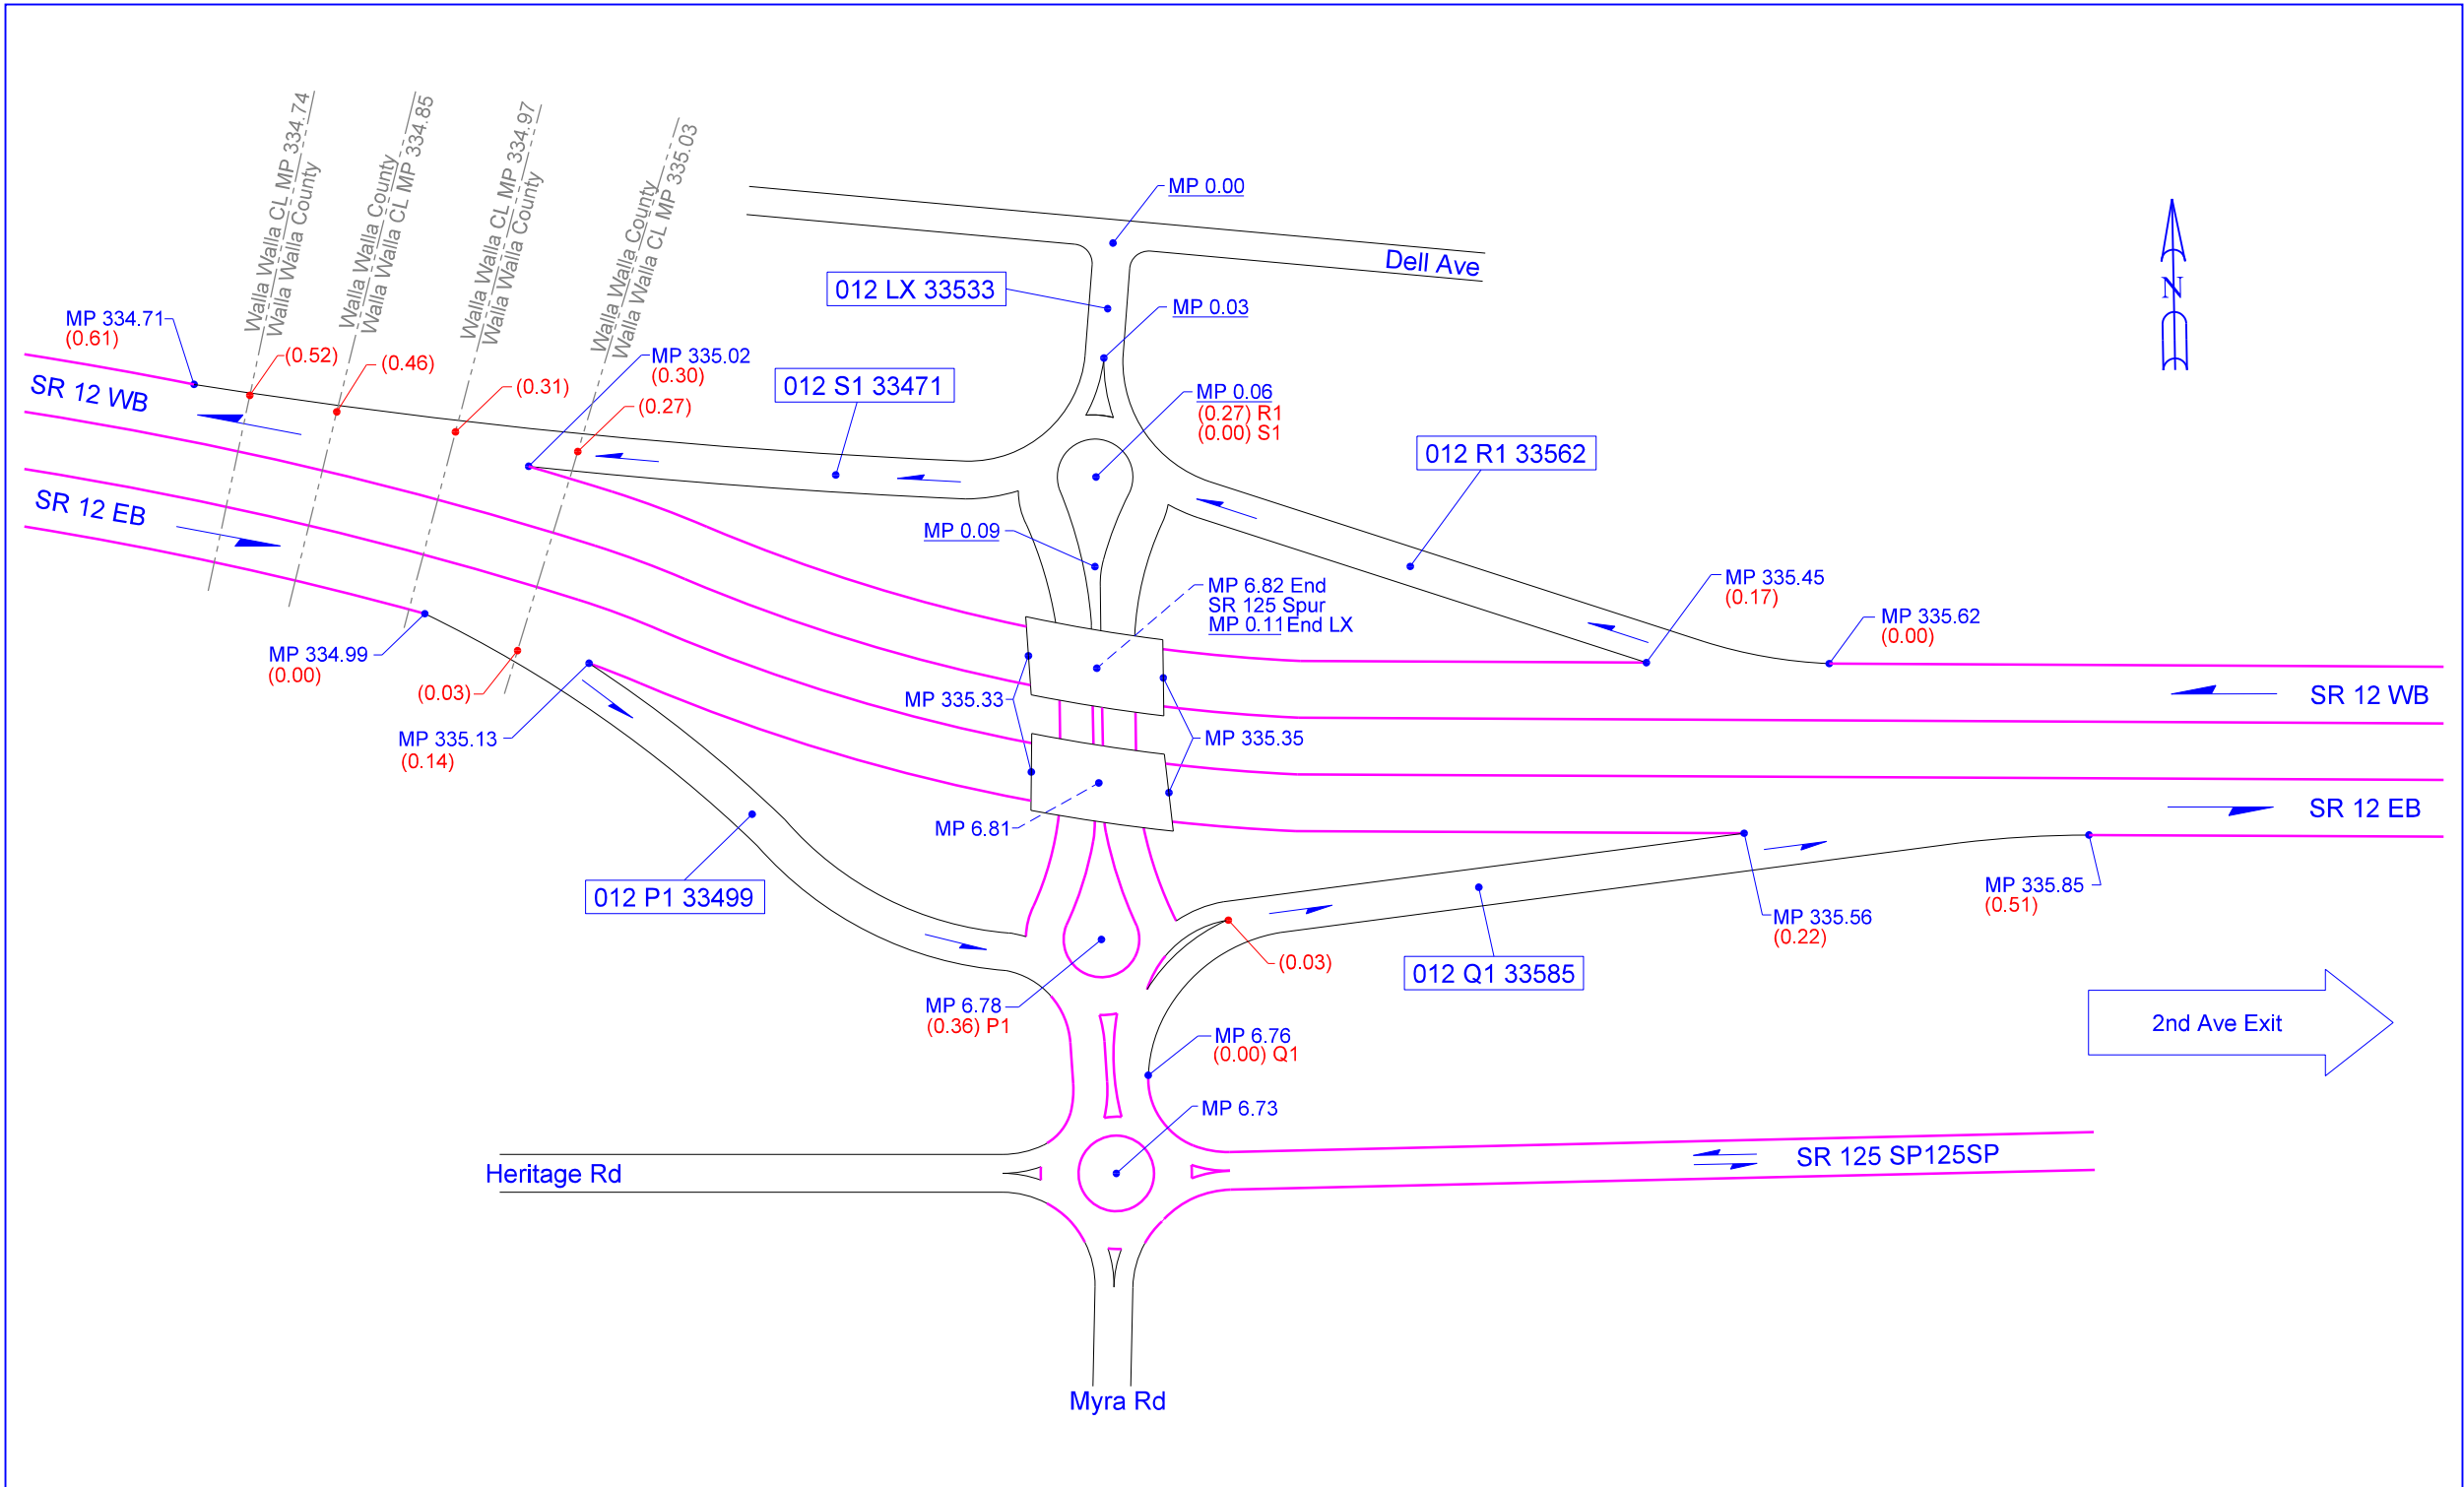 Walla Walla CL MP 334.74
Walla Walla County
Walla Walla County
Walla Walla CL MP 334.85
Walla Walla CL MP 334.97
Walla Walla County
Walla Walla County
Walla Walla CL MP 335.03
MP 0.00
Dell Ave
012 LX 33533
MP 0.03
N
MP 334.71
(0.61)
(0.52)
(0.46)
(0.31)
(0.27)
MP 335.02
(0.30)
012 S1 33471
MP 0.06
(0.27) R1
(0.00) S1
012 R1 33562
SR 12 WB
SR 12 EB
MP 0.09
MP 6.82 End
SR 125 Spur
MP 0.11 End LX
MP 335.45
(0.17)
MP 335.62
(0.00)
MP 334.99
(0.00)
(0.03)
MP 335.13
(0.14)
MP 335.33
MP 335.35
SR 12 WB
SR 12 EB
MP 6.81
012 P1 33499
MP 335.56
(0.22)
MP 335.85
(0.51)
(0.03)
012 Q1 33585
MP 6.78
(0.36) P1
MP 6.76
(0.00) Q1
2nd Ave Exit
MP 6.73
Heritage Rd
SR 125 SP125SP
Myra Rd